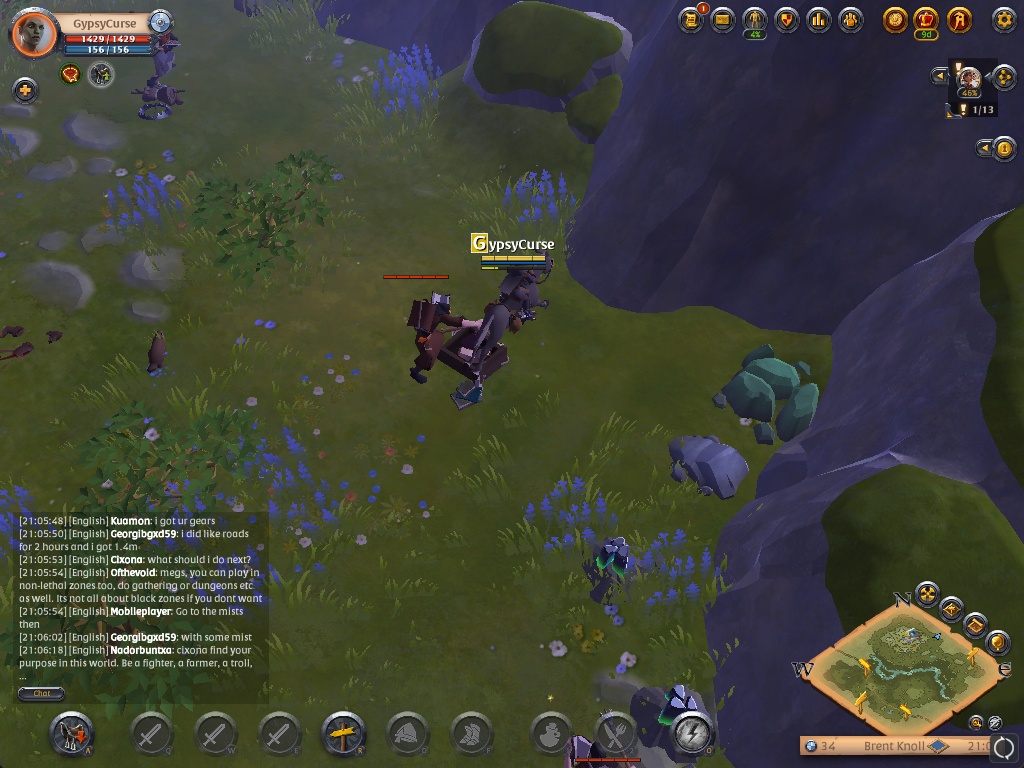 GypsyCurse
1429 / 1429
156 / 156
1
4%
9d
46%
1/13
1
GypsyCurse
[21:05:48] [English] Kuamon: i got ur gears
[21:05:50] [English] Georgibgxd59: i did like roads
for 2 hours and i got 1.4m
[21:05:53] [English] Cixona: what should i do next?
[21:05:54] [English] Ofthevoid: megs, you can play in
non-lethal zones too, do gathering or dungeons etc
as well. Its not all about black zones if you dont want
[21:05:54] [English] Moblieplayer: Go to the mists
then
[21:06:02] [English] Georgibgxd59: with some mist
[21:06:18] [English] Nadorbuntxa: cixona find your
purpose in this world. Be a fighter, a farmer, a troll,
...
Chat
A
Q
W
E
R
D
F
N
W
E
34
Brent Knoll